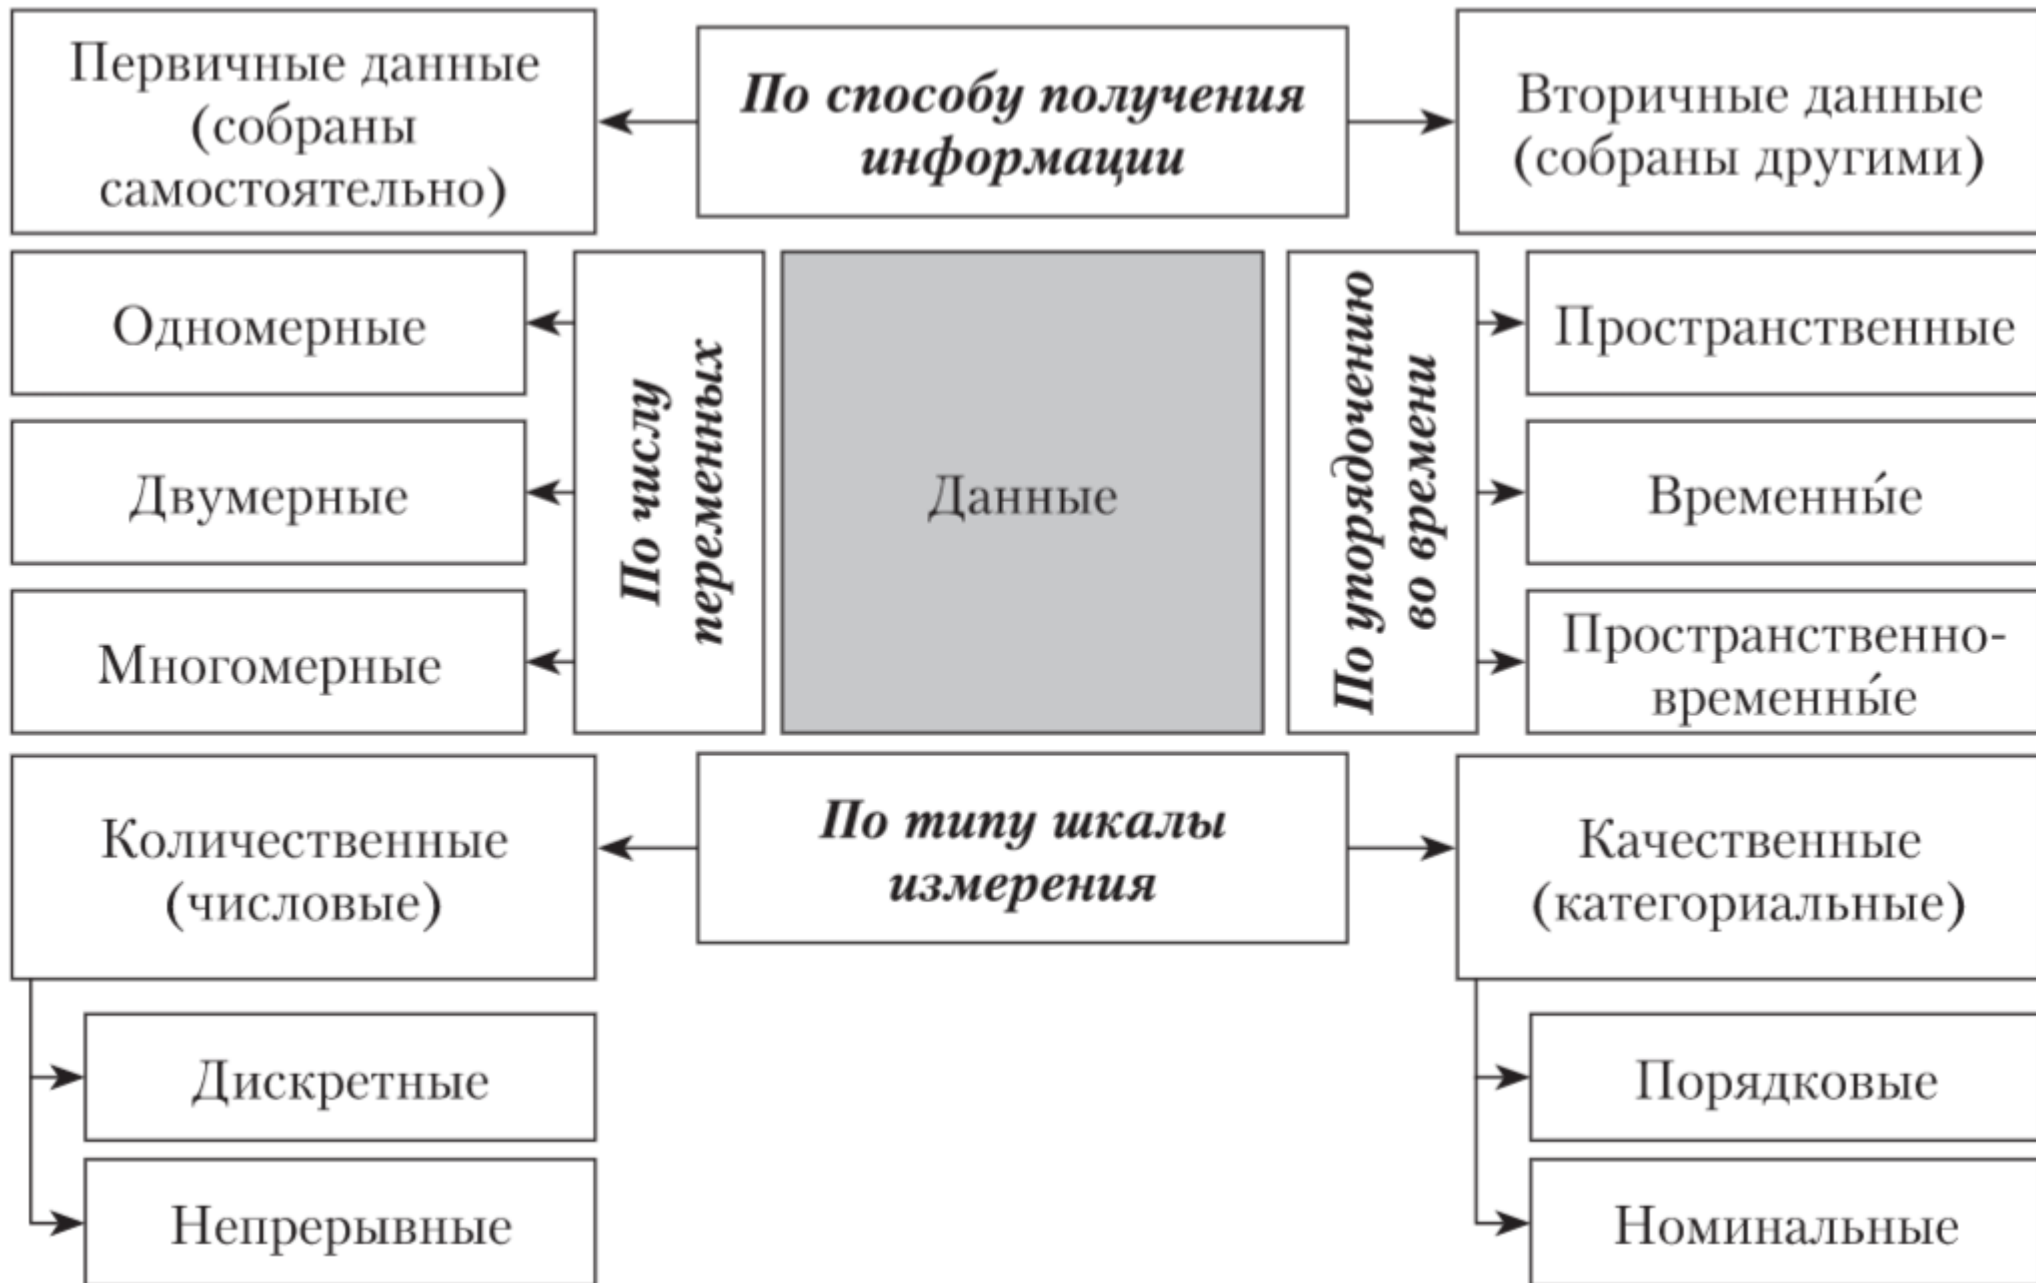 Первичные данные
(собраны
самостоятельно)
По способу получения
информации
Вторичные данные
(собраны другими)
Одномерные
Двумерные
Многомерные
По числу
переменных
Данные
По упорядочению
во времени
Пространственные
Временны́е
Пространственно-
временны́е
Количественные
(числовые)
По типу шкалы
измерения
Качественные
(категориальные)
Дискретные
Непрерывные
Порядковые
Номинальные